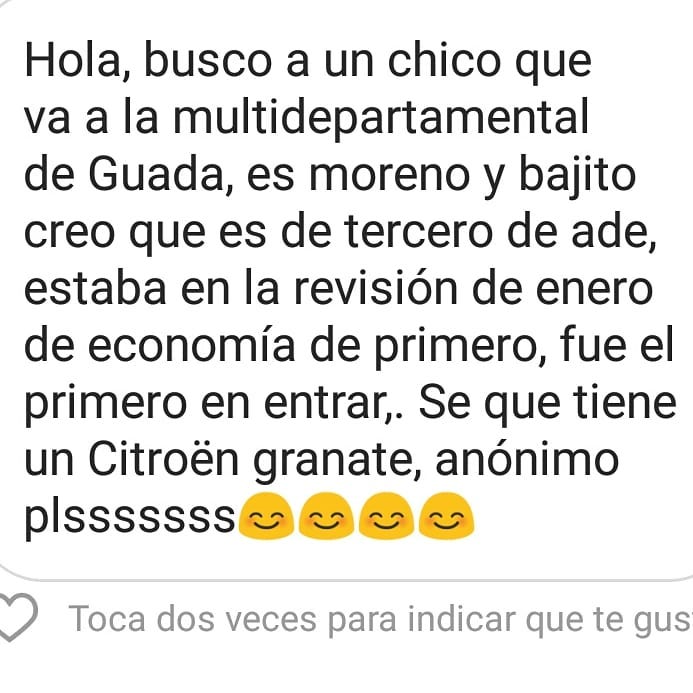 Hola, busco a un chico que
va a la multidepartamental
de Guada, es moreno y bajito
creo que es de tercero de ade,
estaba en la revisión de enero
de economía de primero, fue el
primero en entrar,. Se que tiene
un Citroën granate, anónimo
plsssssss😊😊😊😊
Toca dos veces para indicar que te gus